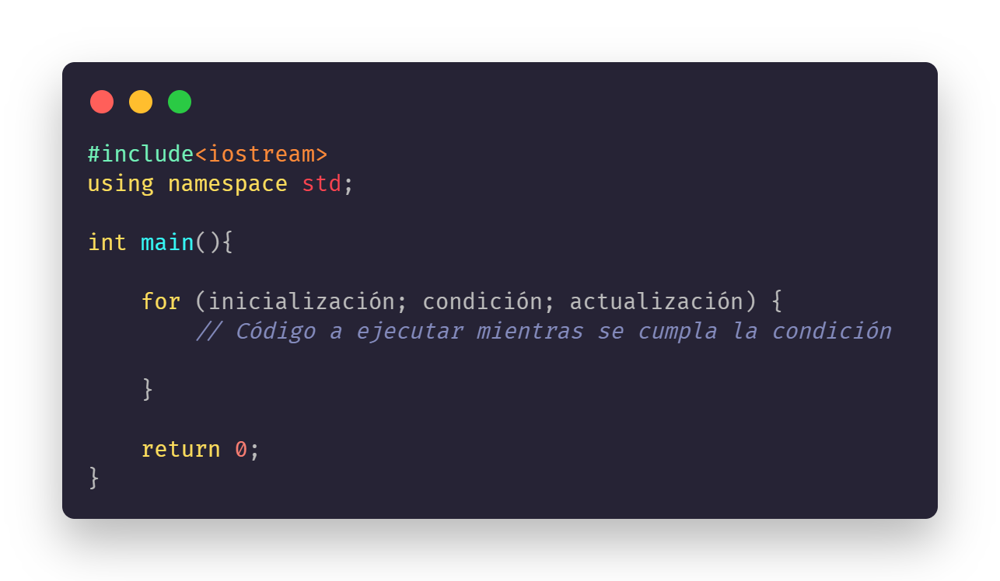 #include<iostream>
using namespace std;
int main(){
for (inicialización; condición; actualización) {
// Código a ejecutar mientras se cumpla la condición
}
return 0;
}